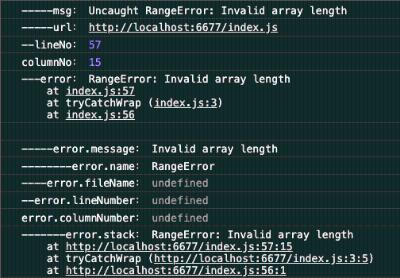 -----msg: Uncaught RangeError: Invalid array length
-----url: http://localhost:6677/index.js
--lineNo: 57
columnNo: 15
---error: RangeError: Invalid array length
at index.js:57
at tryCatchWrap (index.js:3)
at index.js:56
-----error.message: Invalid array length
--------error.name: RangeError
----error.fileName: undefined
--error.lineNumber: undefined
error.columnNumber: undefined
-------error.stack: RangeError: Invalid array length
at http://localhost:6677/index.js:57:15
at tryCatchWrap (http://localhost:6677/index.js:3:5)
at http://localhost:6677/index.js:56:1